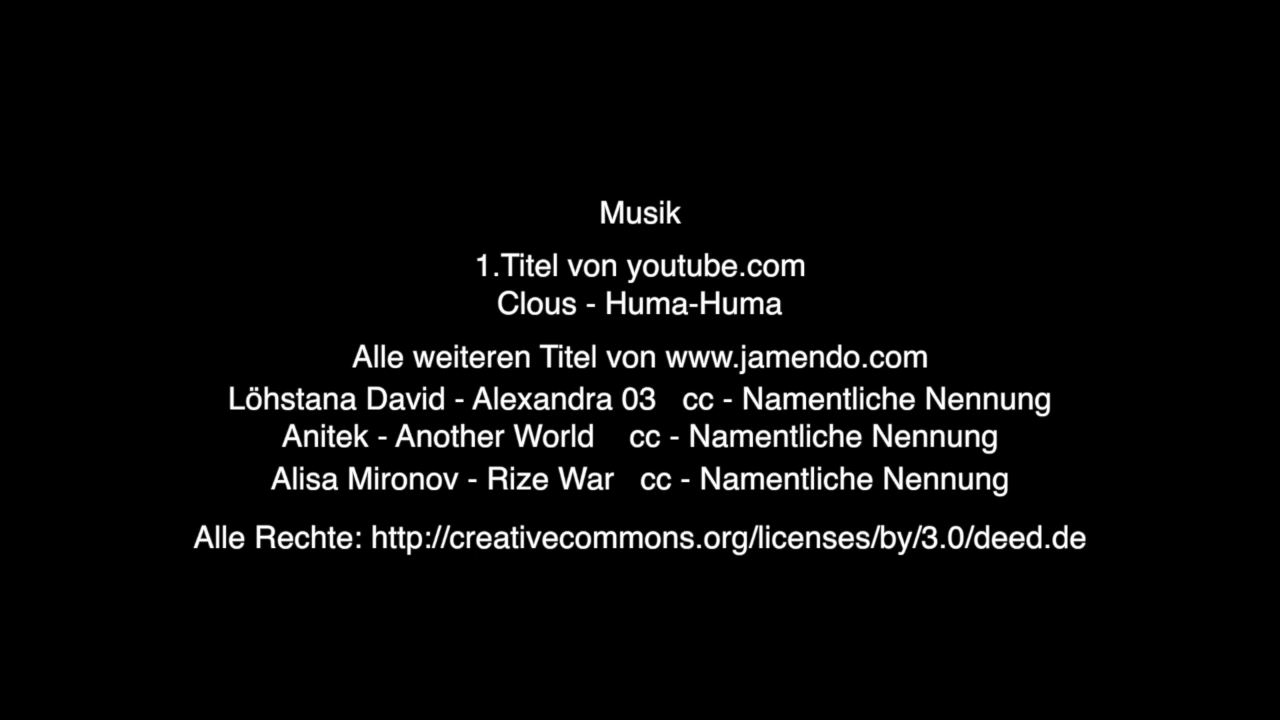 Musik
1.Titel von youtube.com
Clous - Huma-Huma
Alle weiteren Titel von www.jamendo.com
Löhstana David - Alexandra 03   cc - Namentliche Nennung
Anitek - Another World    cc - Namentliche Nennung
Alisa Mironov - Rize War   cc - Namentliche Nennung
Alle Rechte: http://creativecommons.org/licenses/by/3.0/deed.de